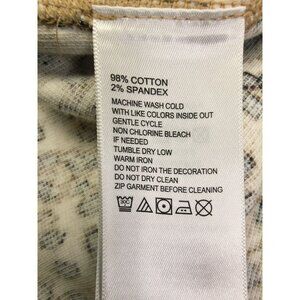 98% COTTON
2% SPANDEX
MACHINE WASH COLD
WITH LIKE COLORS INSIDE OUT
GENTLE CYCLE
NON CHLORINE BLEACH
IF NEEDED
TUMBLE DRY LOW
WARM IRON
DO NOT IRON THE DECORATION
DO NOT DRY CLEAN
ZIP GARMENT BEFORE CLEANING